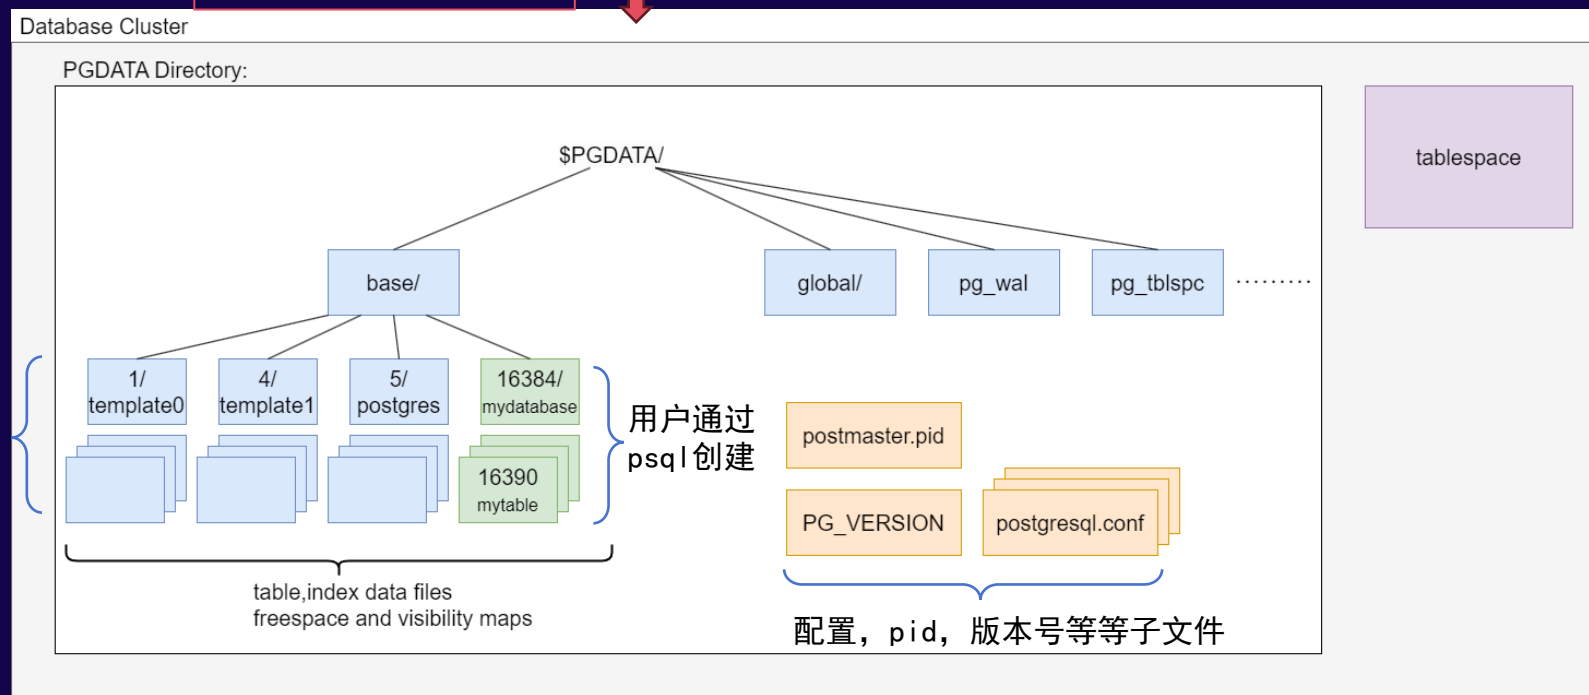 Database Cluster
PGDATA Directory:
$PGDATA/
tablespace
base/
global/
pg_wal
pg_tblspc
·········
1/
template0
4/
template1
5/
postgres
16384/
mydatabase
16390
mytable
用户通过
psql创建
postmaster.pid
PG_VERSION
postgresql.conf
table,index data files
freespace and visibility maps
配置，pid，版本号等等子文件